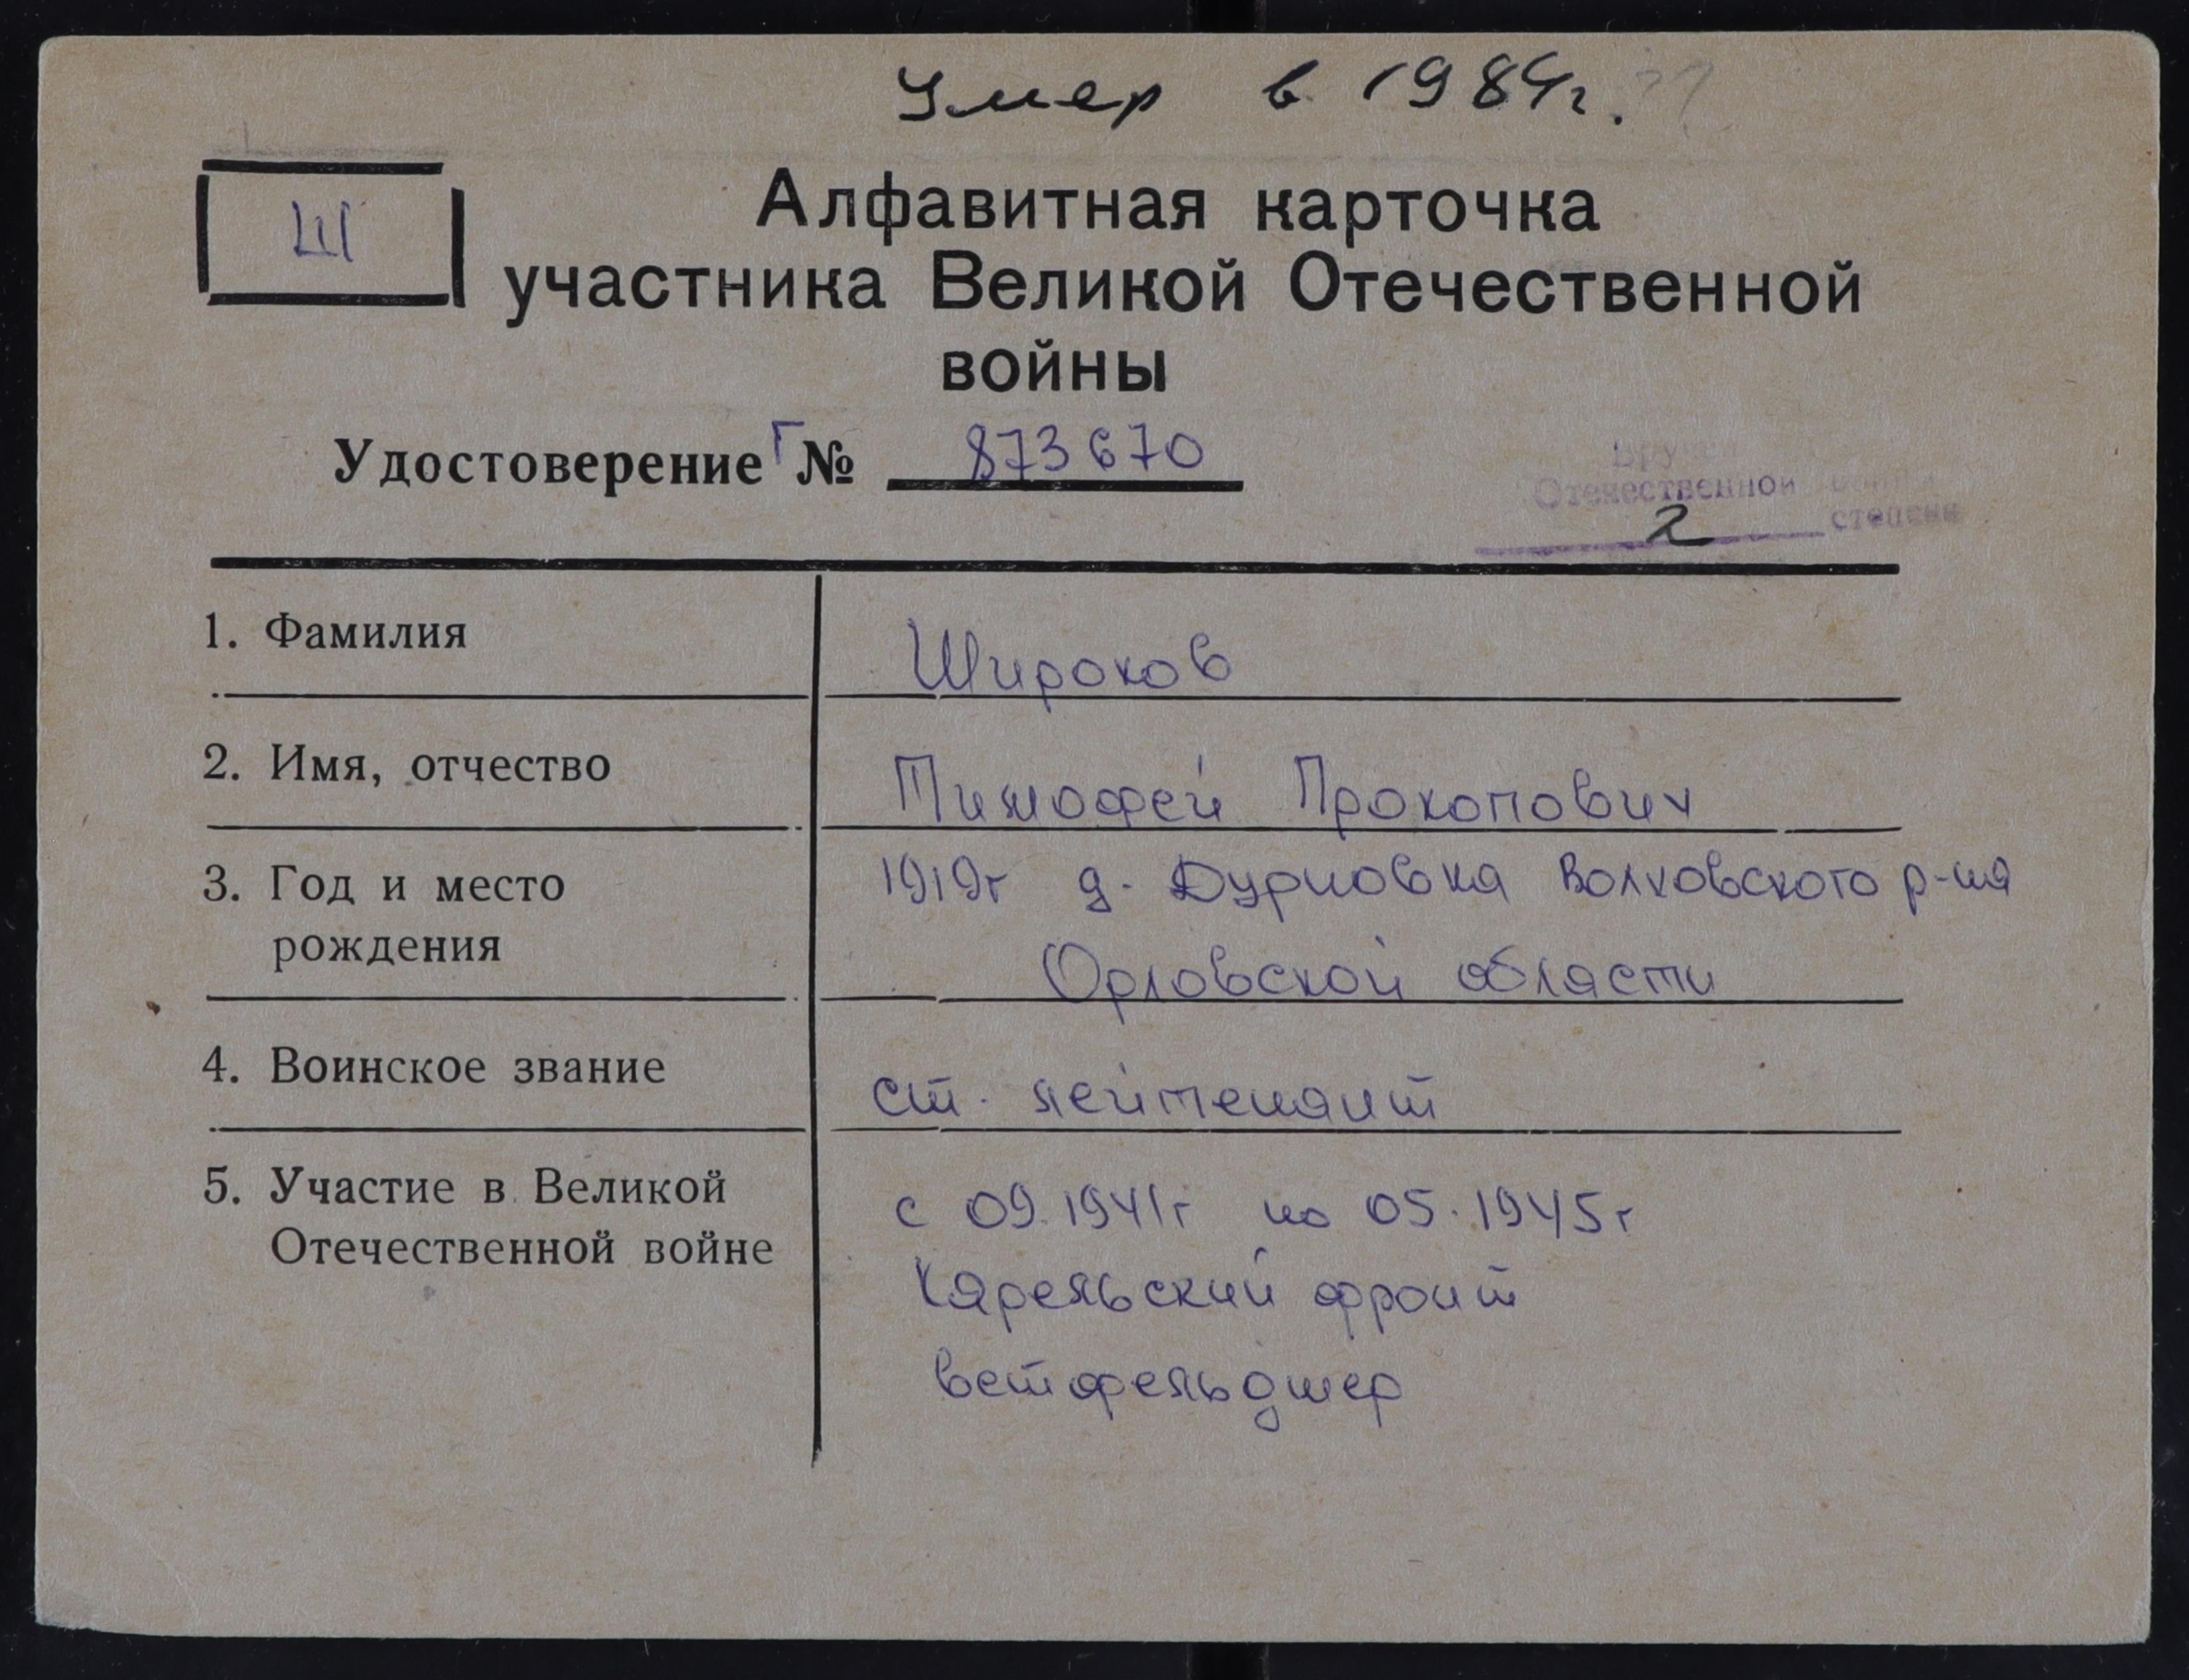 Умер в 1984г.
Ш
Алфавитная карточка
участника Великой Отечественной
войны
Удостоверение Г № 873670
Отечественной
2 степени
1. Фамилия Широков
2. Имя, отчество Тимофей Прокопович
3. Год и место 1919г д. Дурновка Волховского р-на
рождения Орловской области
4. Воинское звание ст. лейтенант
5. Участие в Великой с 09.1941г по 05.1945г
Отечественной войне Карельский фронт
ветфельдшер